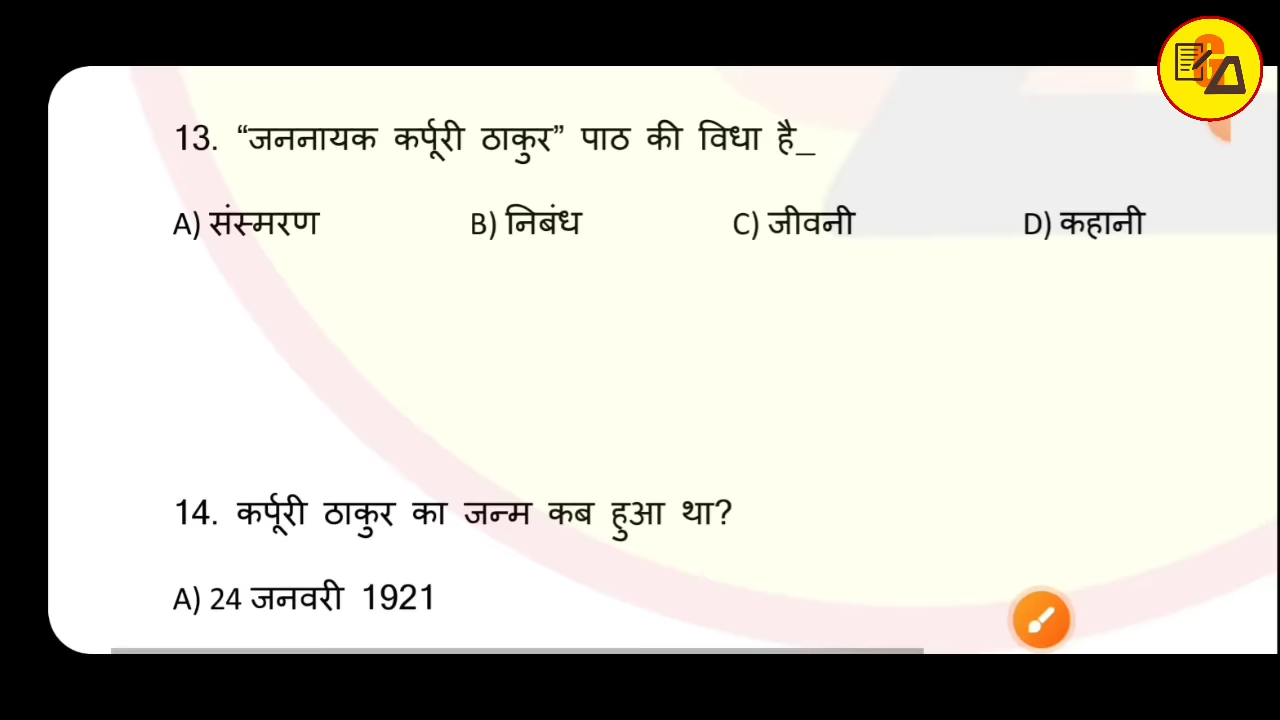 13. “जननायक कर्पूरी ठाकुर” पाठ की विधा है_
A) संस्मरण B) निबंध C) जीवनी D) कहानी
14. कर्पूरी ठाकुर का जन्म कब हुआ था?
A) 24 जनवरी 1921